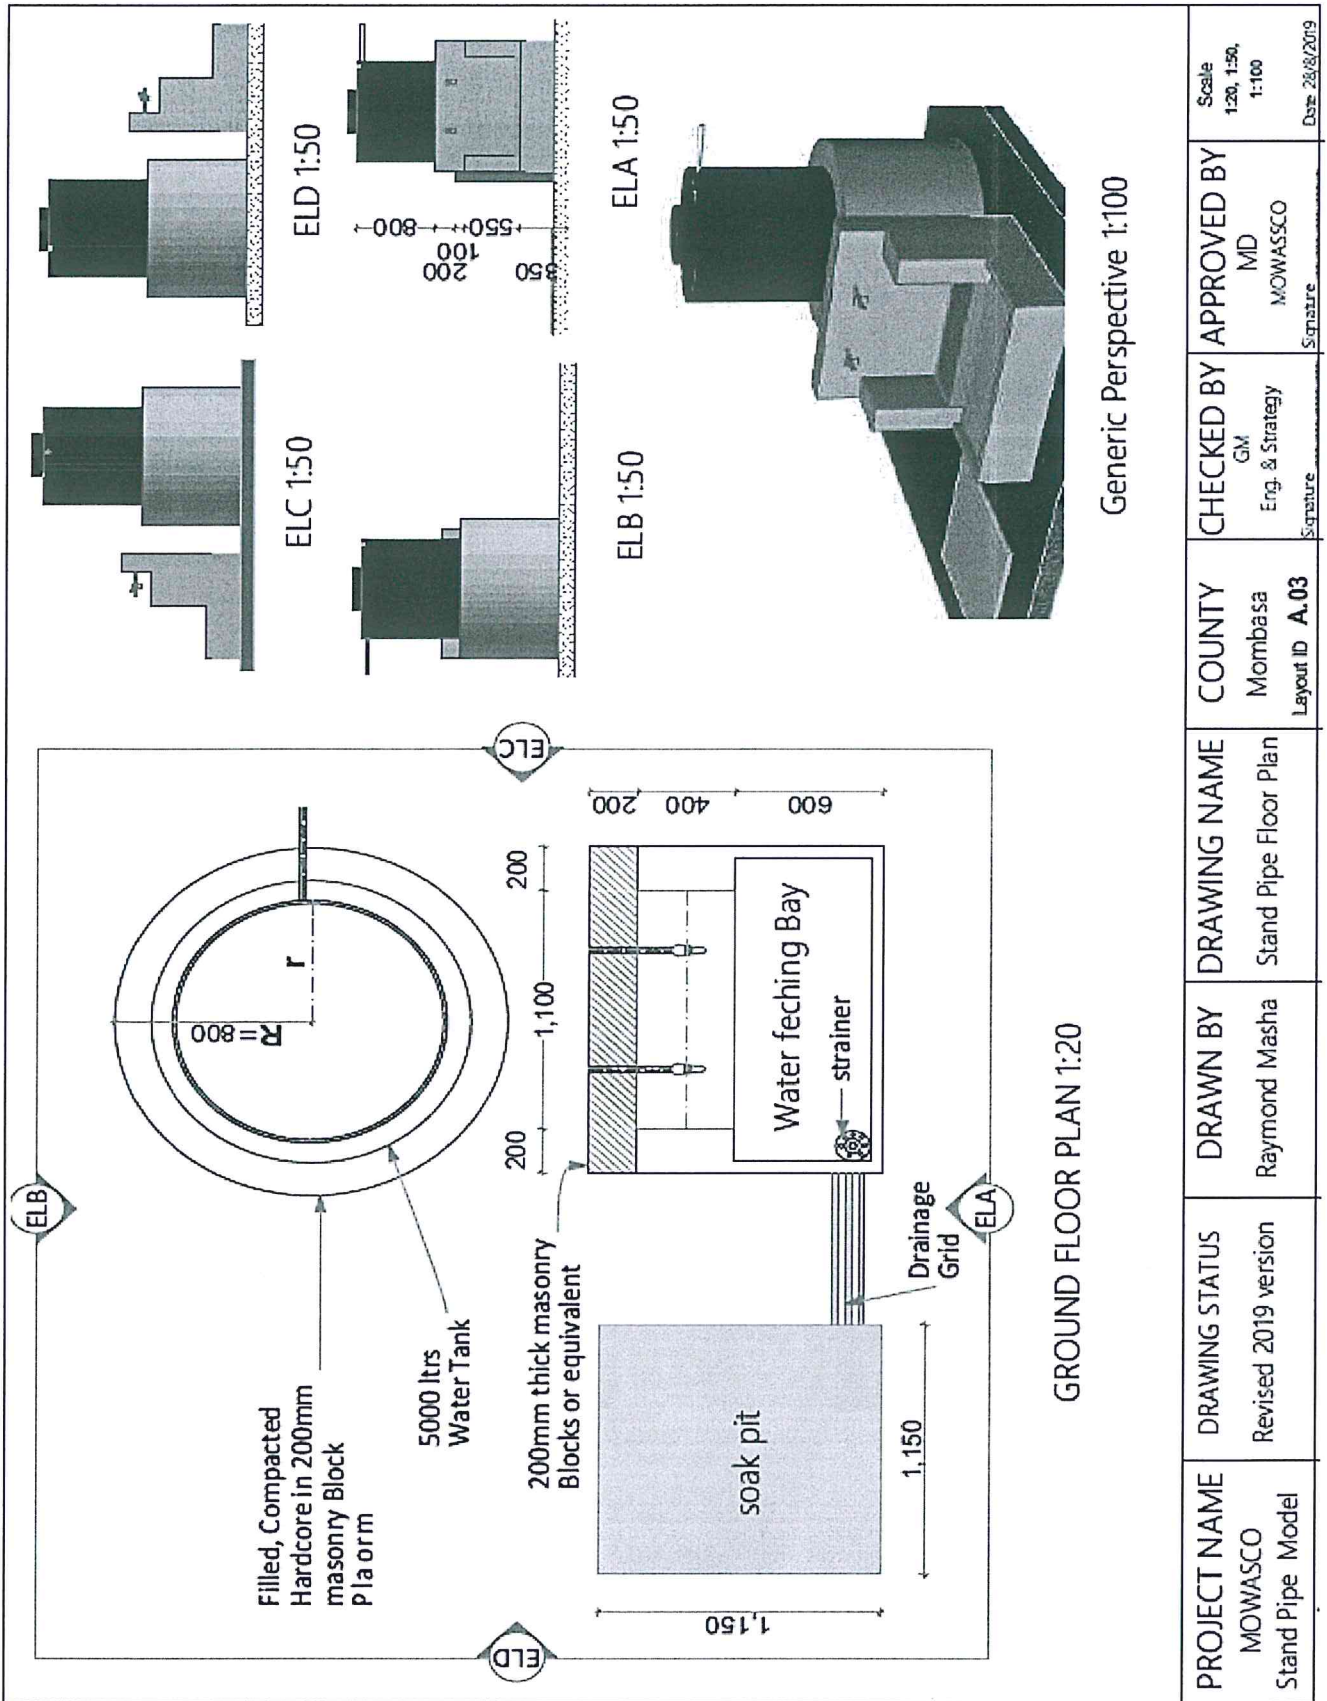 ELB
ELC
ELD
ELA
Filled, Compacted
Hardcore in 200mm
masonry Block
Pla orm
5000 ltrs
Water Tank
R =800
r
200mm thick masonry
Blocks or equivalent
200
1,100
200
200
400
600
Water feching Bay
strainer
Drainage
Grid
soak pit
1,150
1,150
GROUND FLOOR PLAN 1:20
ELC 1:50
ELD 1:50
ELB 1:50
800
200
100
550
350
ELA 1:50
Generic Perspective 1:100
PROJECT NAME
MOWASCO
Stand Pipe Model
DRAWING STATUS
Revised 2019 version
DRAWN BY
Raymond Masha
DRAWING NAME
Stand Pipe Floor Plan
COUNTY
Mombasa
Layout ID A.03
CHECKED BY
GM
Eng. & Strategy
Signature
APPROVED BY
MD
MOWASSCO
Signature
Scale
1:20, 1:50,
1:100
Date 28/8/2019